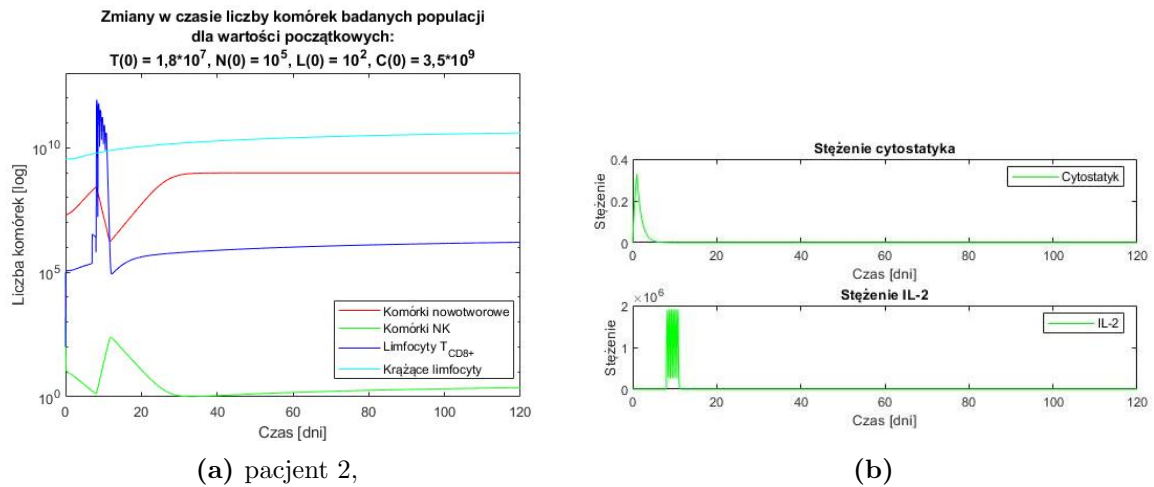 Zmiany w czasie liczby komórek badanych populacji
dla wartości początkowych:
T(0) = 1,8*10^7, N(0) = 10^5, L(0) = 10^2, C(0) = 3,5*10^9
Liczba komórek [log]
10^10
10^5
10^0
0 20 40 60 80 100 120
Czas [dni]
Komórki nowotworowe
Komórki NK
Limfocyty T_CD8+
Krążące limfocyty
(a) pacjent 2,
Stężenie cytostatyka
Stężenie
0.4
0.2
0
Cytostatyk
0 20 40 60 80 100 120
Czas [dni]
Stężenie IL-2
×10^6
Stężenie
2
1
0
IL-2
0 20 40 60 80 100 120
Czas [dni]
(b)